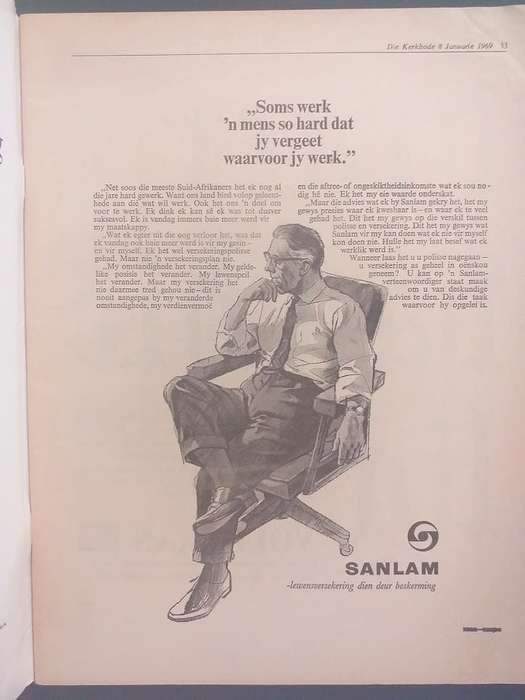 Die Kerkbode 8 Januarie 1969 53
„Soms werk
'n mens so hard dat
jy vergeet
waarvoor jy werk.”
„Net soos die meeste Suid-Afrikaners het ek nog al
die jare hard gewerk. Want ons land bied volop geleent-
hede aan die wat wil werk. Ook het ons 'n doel om
voor te werk. Ek dink ek kan sê ek was tot dusver
suksesvol. Ek is vandag immers baie meer werd vir
my maatskappy.
„Wat ek egter uit die oog verloor het, was dat
ek vandag ook baie meer werd is vir my gesin –
en vir myself. Ek het wel versekeringspolisse
gehad. Maar nie 'n versekeringsplan nie.
„My omstandighede het verander. My gelde-
like posisie het verander. My lewenspeil
het verander. Maar my versekering het
nie daarmee tred gehou nie – dit is
nooit aangepas by my veranderde
omstandighede, my verdienvermoë
en die aftree- of ongeskiktheidsinkomste wat ek sou no-
dig hê nie. Ek het my eie waarde onderskat.
„Maar die advies wat ek by Sanlam gekry het, het my
gewys presies waar ek kwesbaar is – en waar ek te veel
gehad het. Dit het my gewys op die verskil tussen
polisse en versekering. Dit het my gewys wat
Sanlam vir my kan doen wat ek nie vir myself
kon doen nie. Hulle het my laat besef wat ek
werklik werd is.”
Wanneer laas het u u polisse nagegaan –
u versekering as geheel in oënskou
geneem? U kan op 'n Sanlam-
verteenwoordiger staat maak
om u van deskundige
advies te dien. Dis die taak
waarvoor hy opgelei is.
SANLAM
-lewensversekering dien deur beskerming